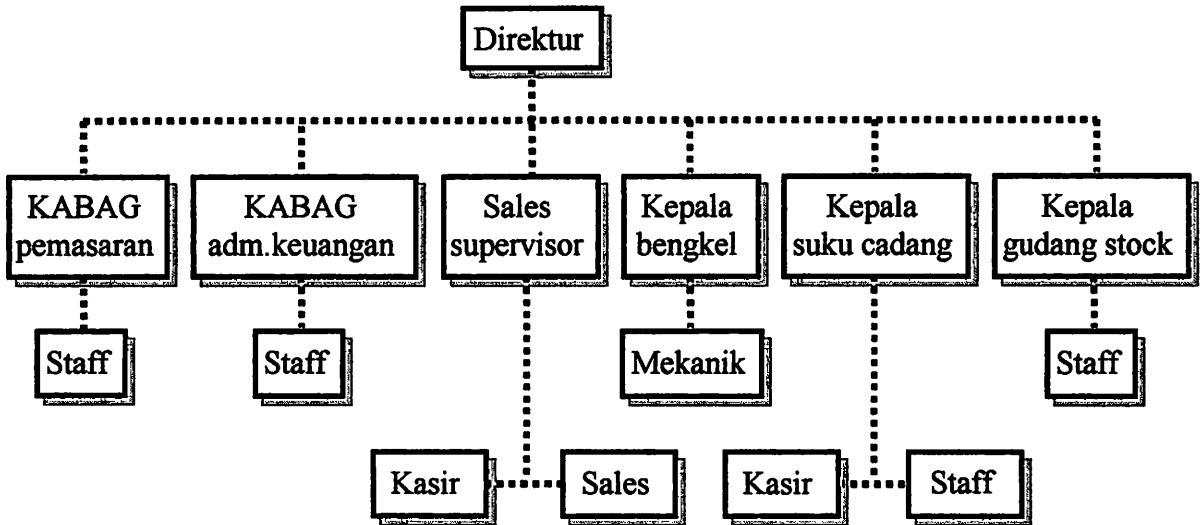 Direktur
KABAG
pemasaran
KABAG
adm.keuangan
Sales
supervisor
Kepala
bengkel
Kepala
suku cadang
Kepala
gudang stock
Staff
Staff
Mekanik
Staff
Kasir
Sales
Kasir
Staff